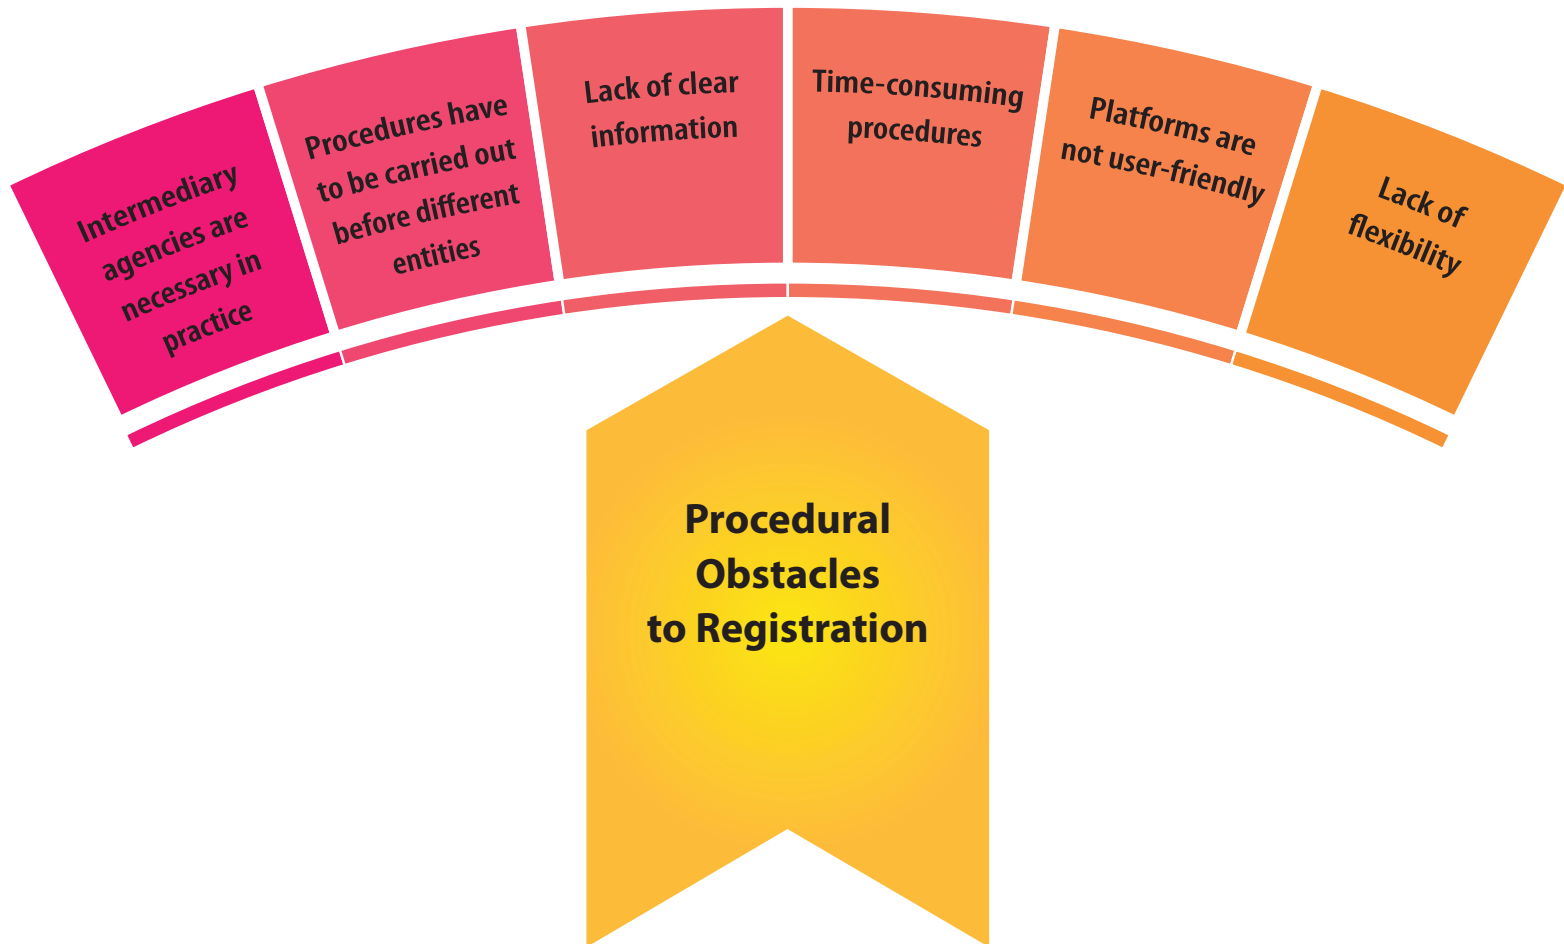 Intermediary
agencies are
necessary in
practice
Procedures have
to be carried out
before different
entities
Lack of clear
information
Time-consuming
procedures
Platforms are
not user-friendly
Lack of
flexibility
Procedural
Obstacles
to Registration